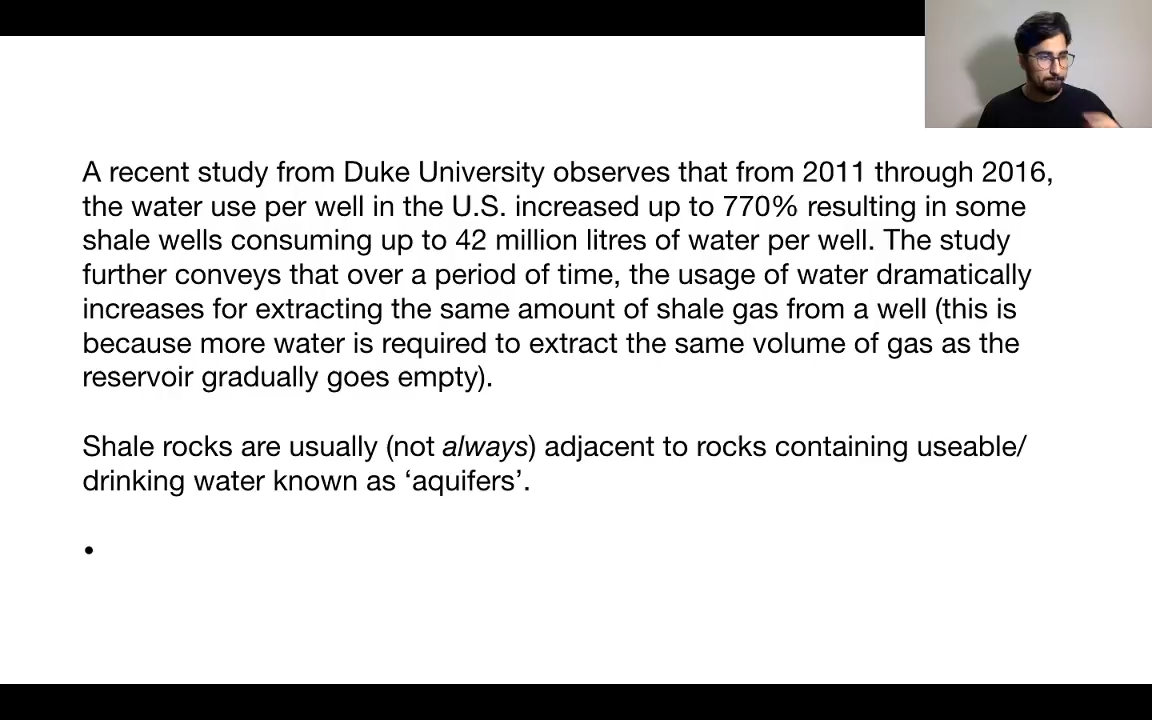 A recent study from Duke University observes that from 2011 through 2016,
the water use per well in the U.S. increased up to 770% resulting in some
shale wells consuming up to 42 million litres of water per well. The study
further conveys that over a period of time, the usage of water dramatically
increases for extracting the same amount of shale gas from a well (this is
because more water is required to extract the same volume of gas as the
reservoir gradually goes empty).
Shale rocks are usually (not always) adjacent to rocks containing useable/
drinking water known as ‘aquifers’.
•